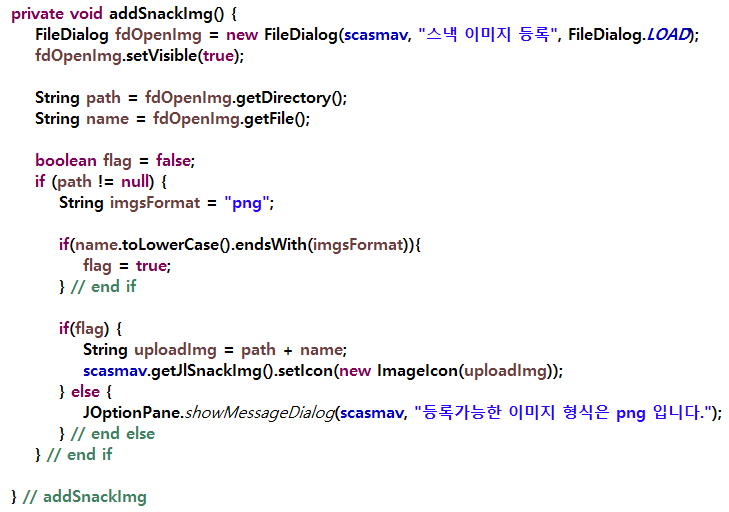 private void addSnackImg() {
    FileDialog fdOpenImg = new FileDialog(scasmav, "스낵 이미지 등록", FileDialog.LOAD);
    fdOpenImg.setVisible(true);

    String path = fdOpenImg.getDirectory();
    String name = fdOpenImg.getFile();

    boolean flag = false;
    if (path != null) {
        String imgsFormat = "png";

        if(name.toLowerCase().endsWith(imgsFormat)){
            flag = true;
        } // end if

        if(flag) {
            String uploadImg = path + name;
            scasmav.getJlSnackImg().setIcon(new ImageIcon(uploadImg));
        } else {
            JOptionPane.showMessageDialog(scasmav, "등록가능한 이미지 형식은 png 입니다.");
        } // end else
    } // end if

} // addSnackImg